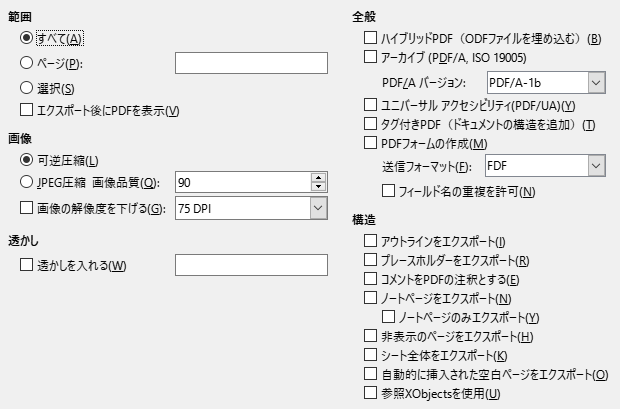 範囲
すべて(A)
ページ(P):
選択(S)
エクスポート後にPDFを表示(V)
画像
可逆圧縮(L)
JPEG圧縮 画像品質(Q): 90
画像の解像度を下げる(G): 75 DPI
透かし
透かしを入れる(W)
全般
ハイブリッドPDF（ODFファイルを埋め込む）(B)
アーカイブ (PDF/A, ISO 19005)
PDF/A バージョン: PDF/A-1b
ユニバーサル アクセシビリティ(PDF/UA)(Y)
タグ付きPDF（ドキュメントの構造を追加）(T)
PDFフォームの作成(M)
送信フォーマット(F): FDF
フィールド名の重複を許可(N)
構造
アウトラインをエクスポート(I)
プレースホルダーをエクスポート(R)
コメントをPDFの注釈とする(E)
ノートページをエクスポート(N)
ノートページのみエクスポート(Y)
非表示のページをエクスポート(H)
シート全体をエクスポート(K)
自動的に挿入された空白ページをエクスポート(O)
参照XObjectsを使用(U)